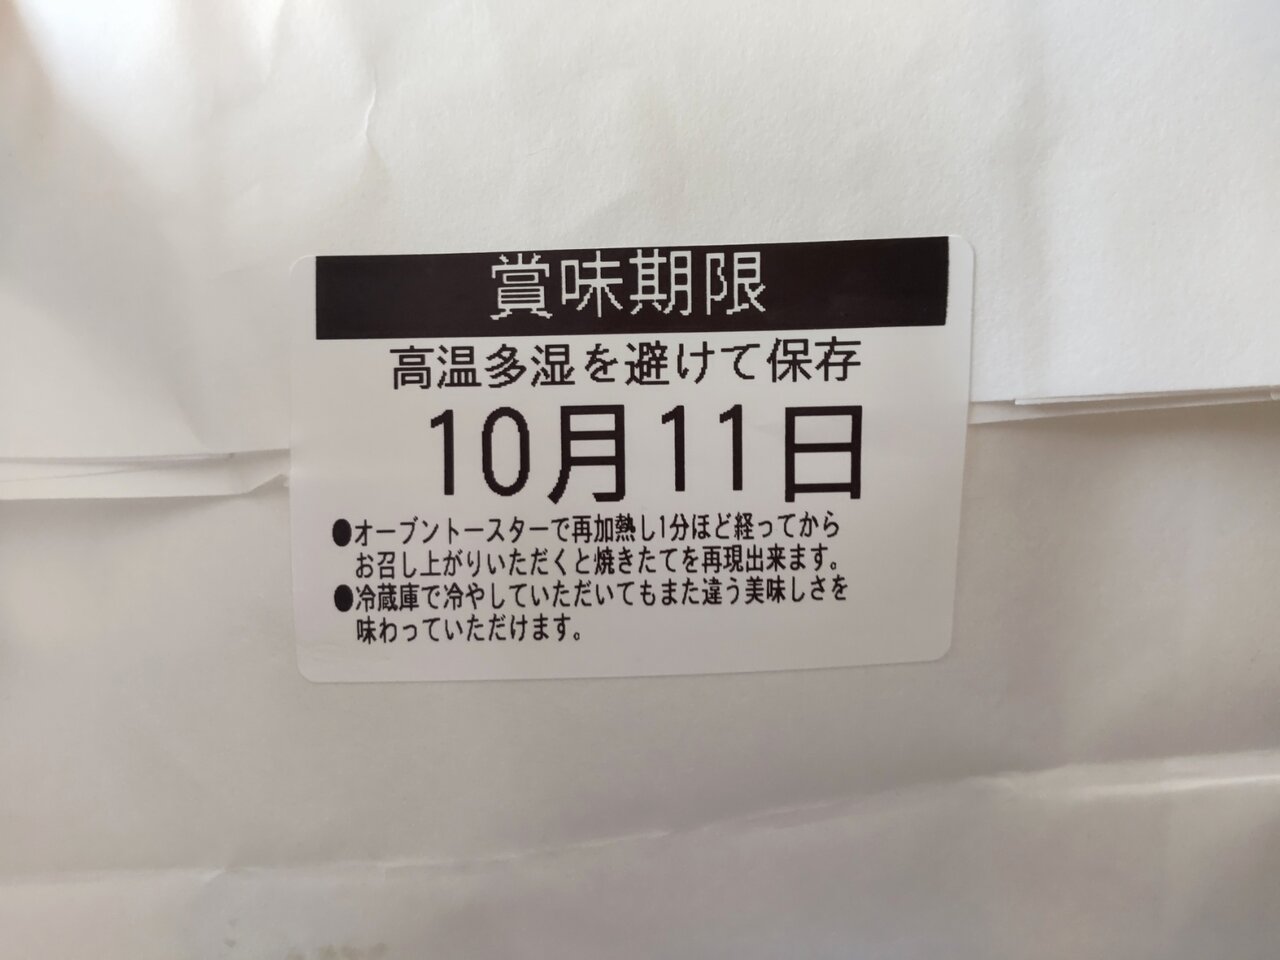 賞味期限
高温多湿を避けて保存
10月11日
●オーブントースターで再加熱し1分ほど経ってから
お召し上がりいただくと焼きたてを再現出来ます。
●冷蔵庫で冷やしていただいてもまた違う美味しさを
味わっていただけます。